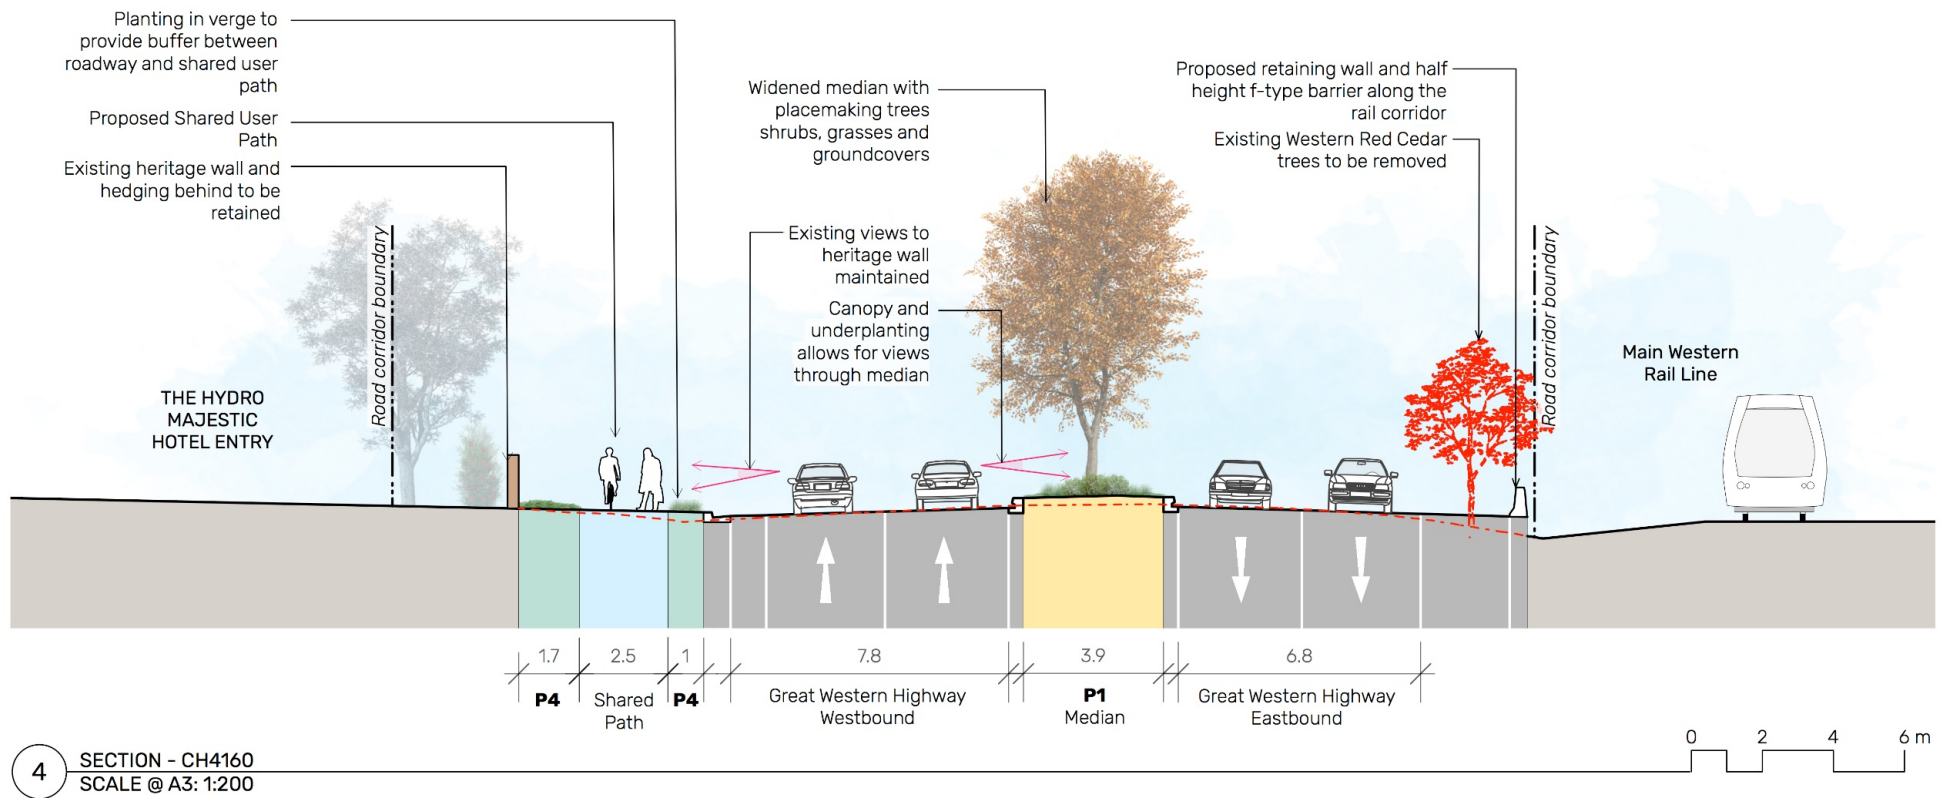 Planting in verge to
provide buffer between
roadway and shared user
path
Proposed Shared User
Path
Existing heritage wall and
hedging behind to be
retained
Widened median with
placemaking trees
shrubs, grasses and
groundcovers
Existing views to
heritage wall
maintained
Canopy and
underplanting
allows for views
through median
Proposed retaining wall and half
height f-type barrier along the
rail corridor
Existing Western Red Cedar
trees to be removed
Road corridor boundary
Road corridor boundary
THE HYDRO
MAJESTIC
HOTEL ENTRY
Main Western
Rail Line
1.7
2.5
1
7.8
3.9
6.8
P4
Shared
Path
P4
Great Western Highway
Westbound
P1
Median
Great Western Highway
Eastbound
4
SECTION - CH4160
SCALE @ A3: 1:200
0 2 4 6 m